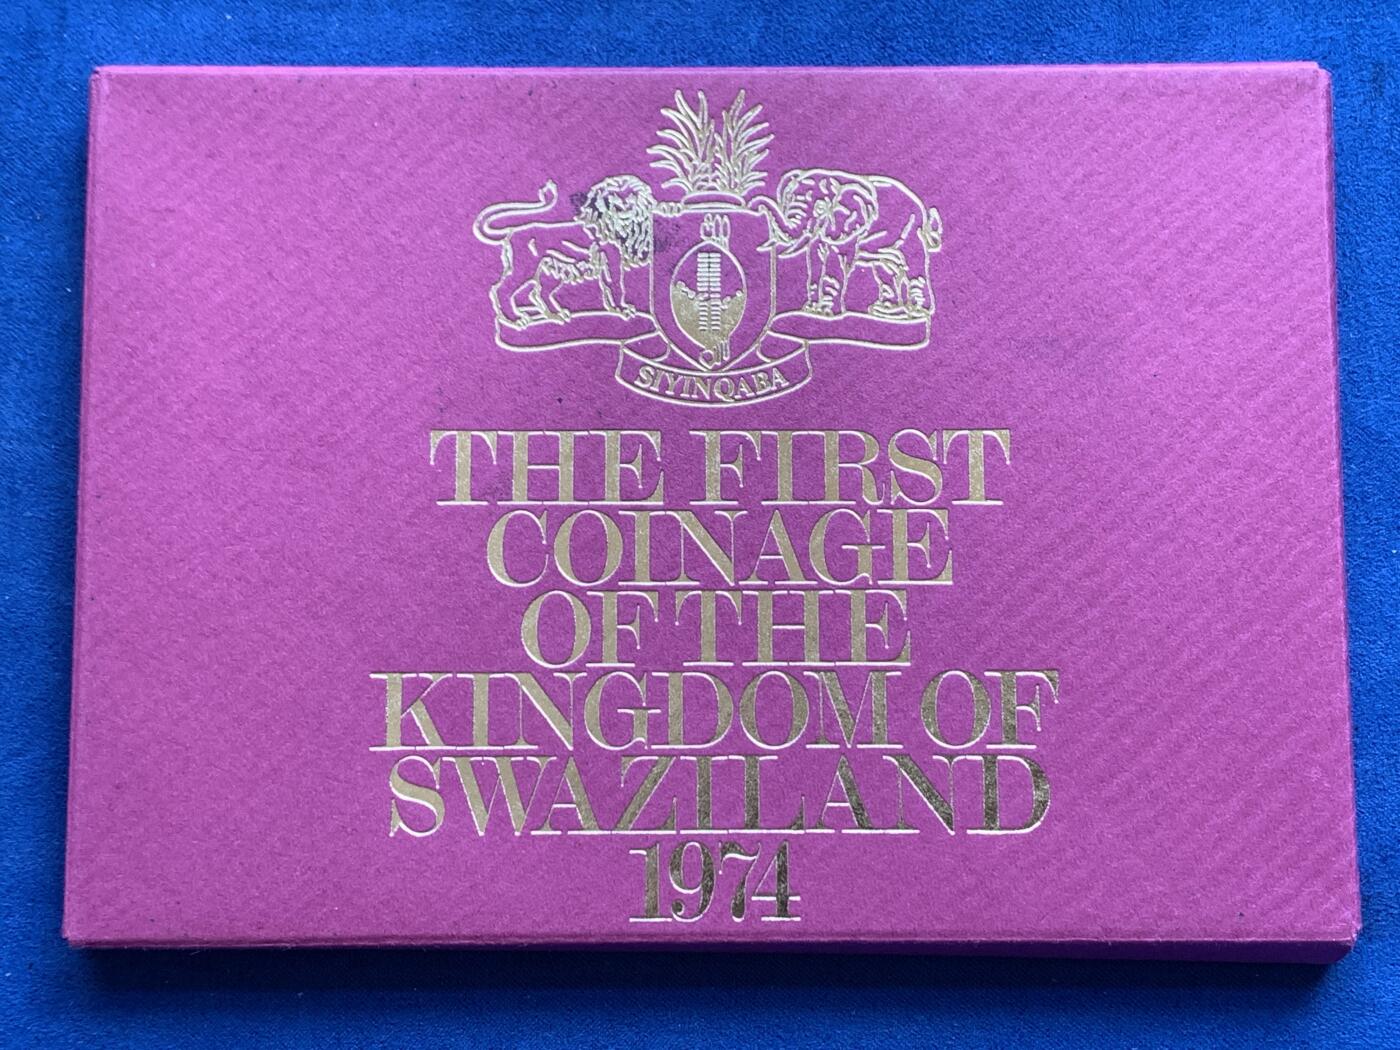 SIYINQABA
THE FIRST
COINAGE
OF THE
KINGDOM OF
SWAZILAND
1974